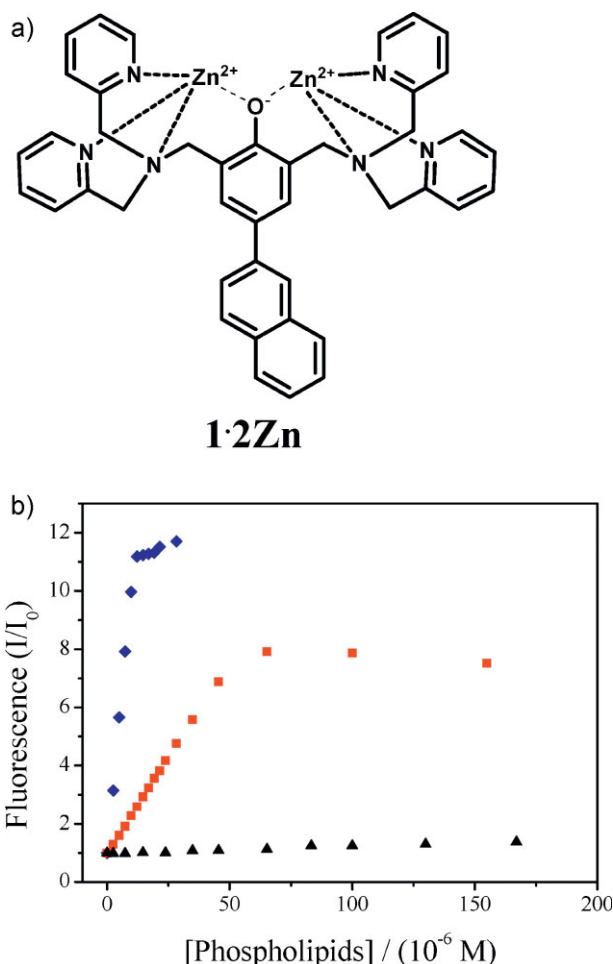 a)
N
Zn²⁺
Zn²⁺
N
O⁻
N
N
N
N
1·2Zn
b)
12
10
8
6
4
2
0
Fluorescence (I/I₀)
0
50
100
150
200
[Phospholipids] / (10⁻⁶ M)